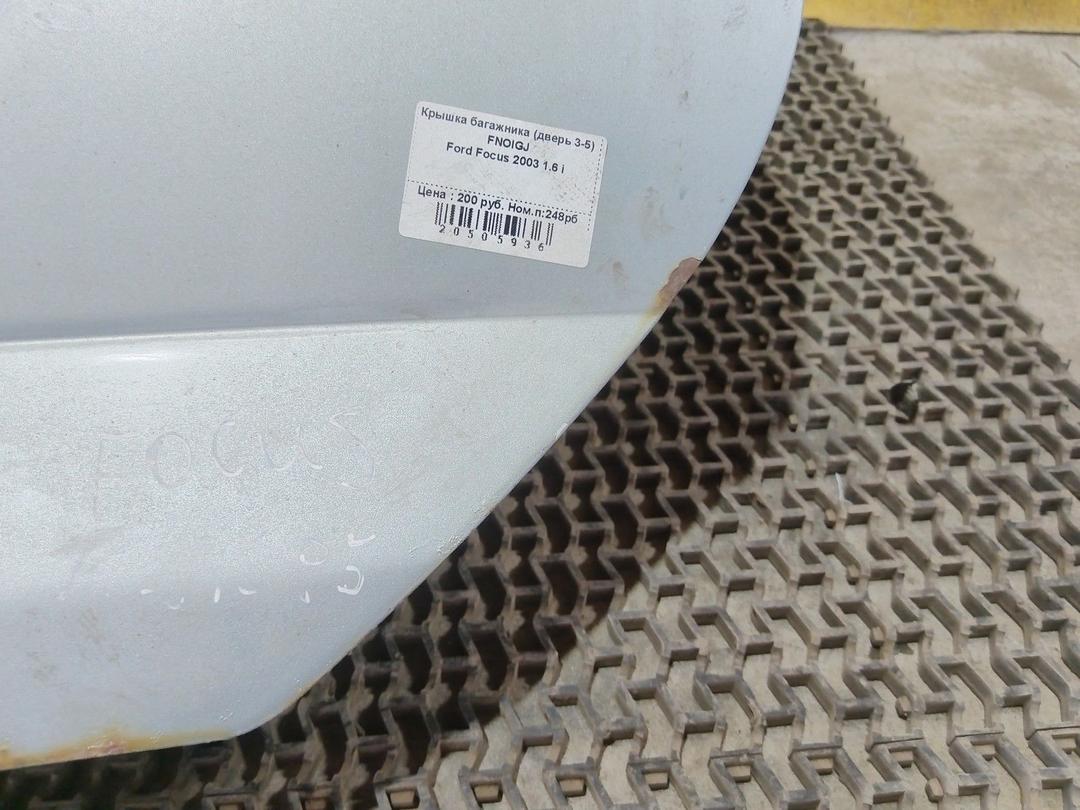 Крышка багажника (дверь 3-5)
FNOIGJ
Ford Focus 2003 1.6 i
Цена : 200 руб. Ном.п:248рб
20505936
FOCUS